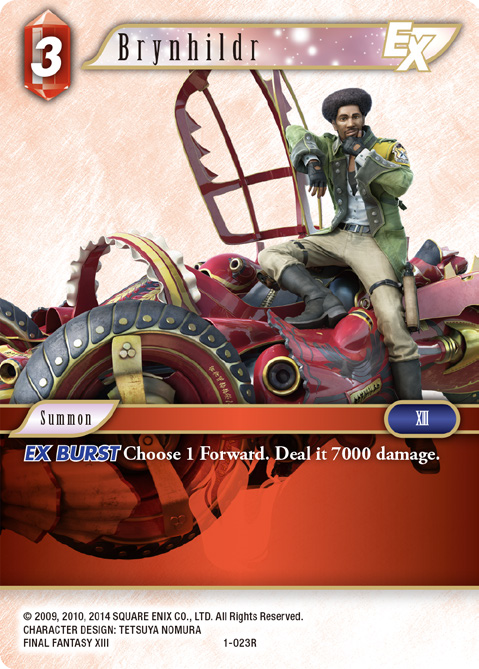 3
Brynhildr
EX
Summon
XIII
EX BURST Choose 1 Forward. Deal it 7000 damage.
© 2009, 2010, 2014 SQUARE ENIX CO., LTD. All Rights Reserved.
CHARACTER DESIGN: TETSUYA NOMURA
FINAL FANTASY XIII 1-023R